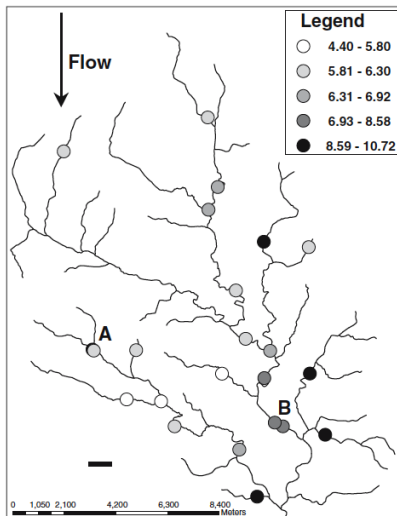 Legend
4.40 - 5.80
5.81 - 6.30
6.31 - 6.92
6.93 - 8.58
8.59 - 10.72
Flow
A
B
0 1,050 2,100 4,200 6,300 8,400
Meters